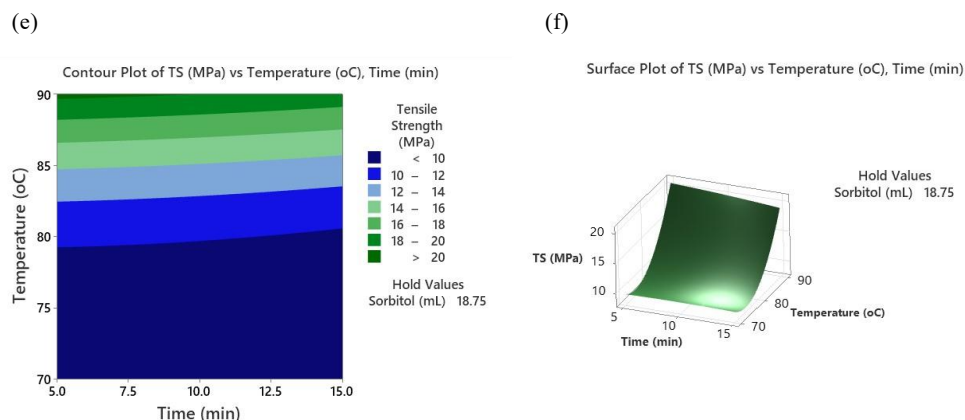 (e)
Contour Plot of TS (MPa) vs Temperature (oC), Time (min)
90
85
80
75
70
Temperature (oC)
5.0 7.5 10.0 12.5 15.0
Time (min)
Tensile
Strength
(MPa)
< 10
10 – 12
12 – 14
14 – 16
16 – 18
18 – 20
> 20
Hold Values
Sorbitol (mL) 18.75
(f)
Surface Plot of TS (MPa) vs Temperature (oC), Time (min)
Hold Values
Sorbitol (mL) 18.75
20
TS (MPa) 15
10
5 10 15
Time (min)
70 80 90
Temperature (oC)